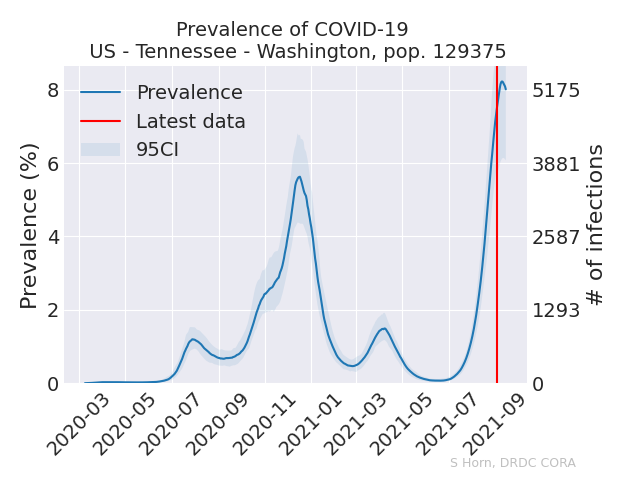 Prevalence of COVID-19
US - Tennessee - Washington, pop. 129375
Prevalence
Latest data
95CI
Prevalence (%)
8
6
4
2
0
5175
3881
2587
1293
0
# of infections
2020-03
2020-05
2020-07
2020-09
2020-11
2021-01
2021-03
2021-05
2021-07
2021-09
S Horn, DRDC CORA